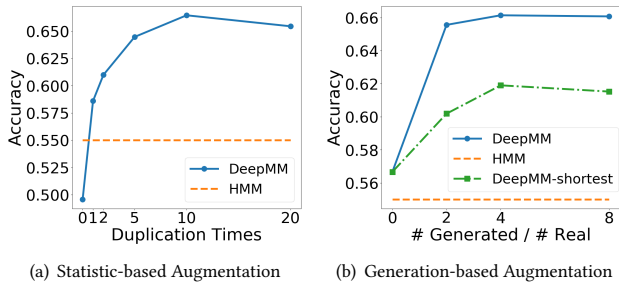 0.650
0.625
0.600
0.575
0.550
0.525
0.500
Accuracy
DeepMM
HMM
0 1 2 5 10 20
Duplication Times
(a) Statistic-based Augmentation
0.66
0.64
0.62
0.60
0.58
0.56
Accuracy
DeepMM
HMM
DeepMM-shortest
0 2 4 8
# Generated / # Real
(b) Generation-based Augmentation